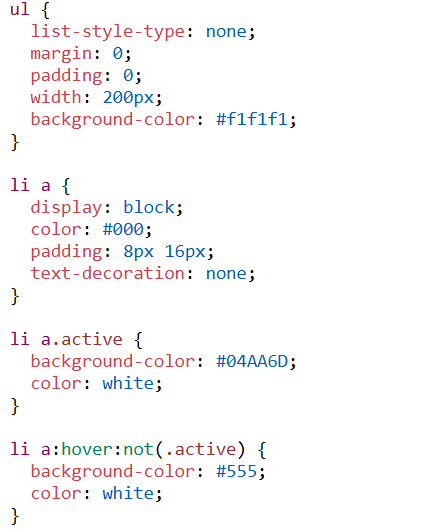 ul {
  list-style-type: none;
  margin: 0;
  padding: 0;
  width: 200px;
  background-color: #f1f1f1;
}

li a {
  display: block;
  color: #000;
  padding: 8px 16px;
  text-decoration: none;
}

li a.active {
  background-color: #04AA6D;
  color: white;
}

li a:hover:not(.active) {
  background-color: #555;
  color: white;
}